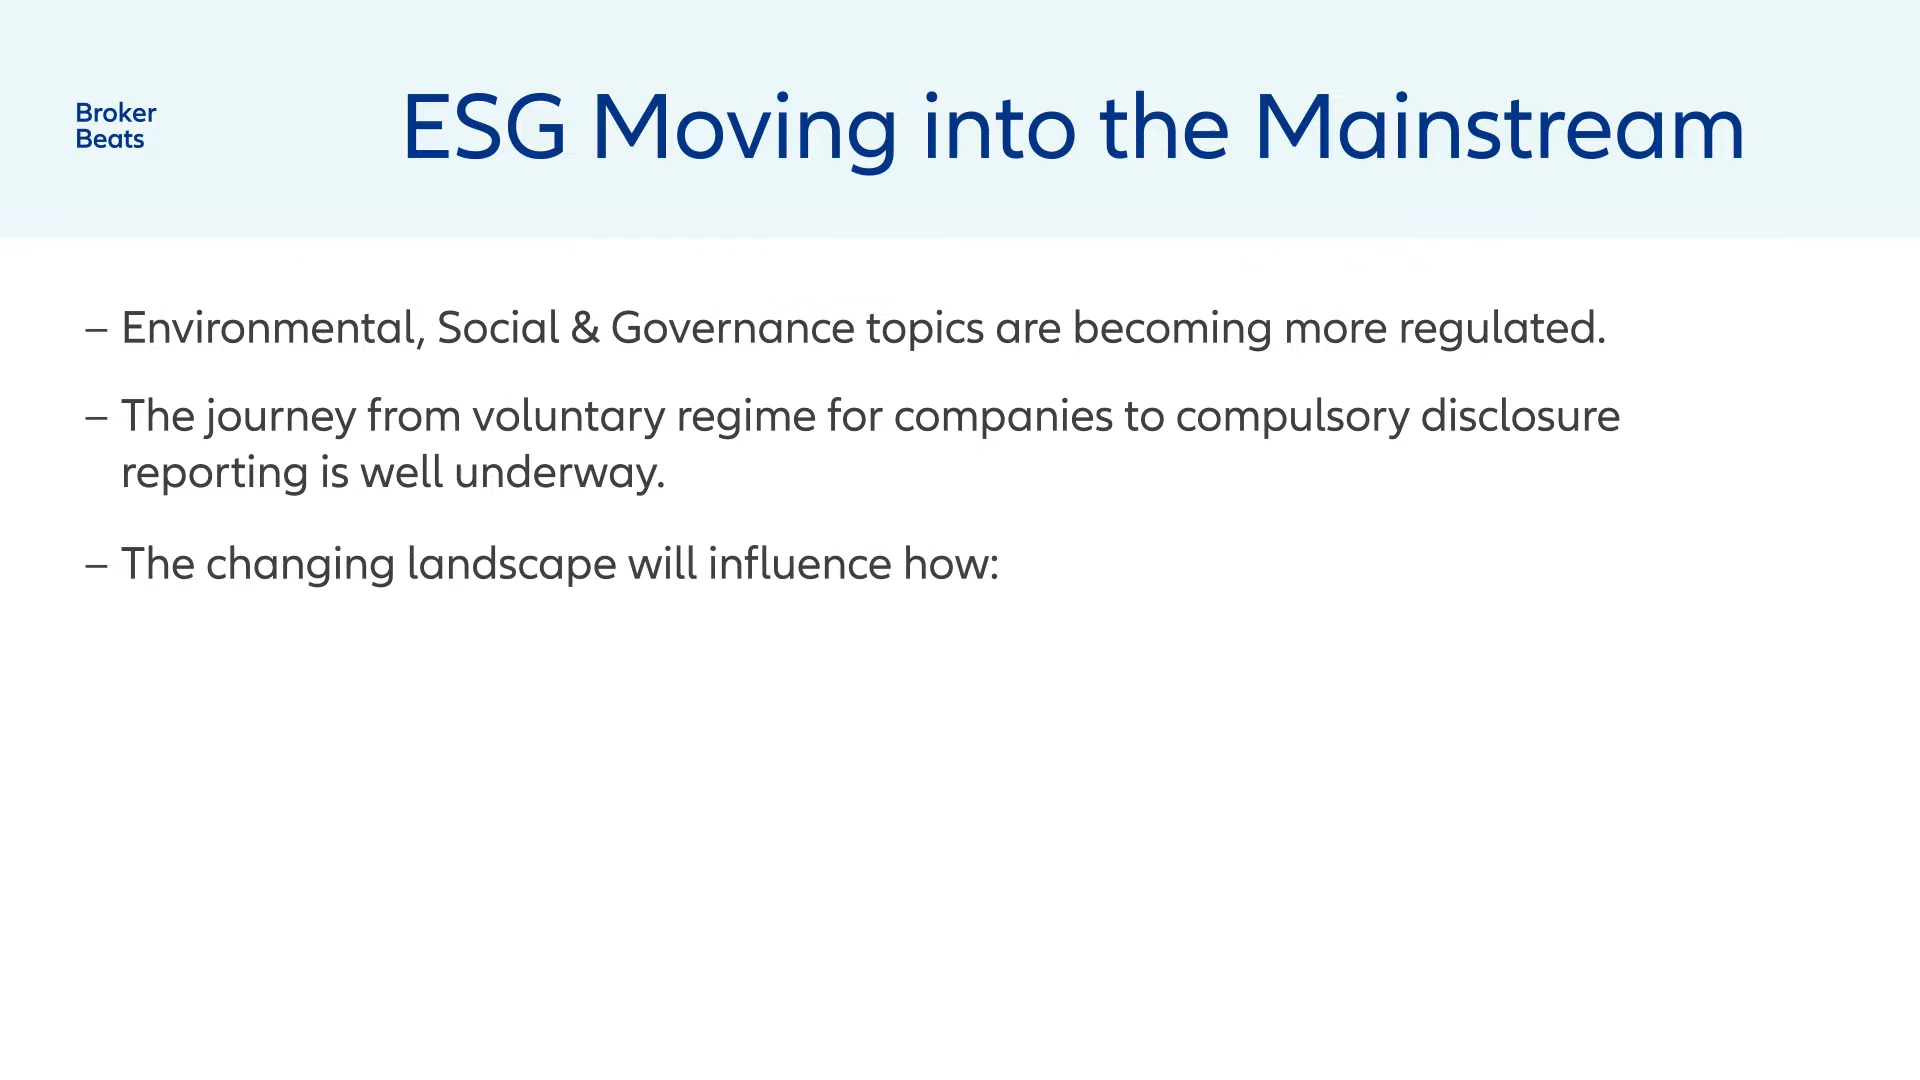 Broker
Beats
ESG Moving into the Mainstream
– Environmental, Social & Governance topics are becoming more regulated.
– The journey from voluntary regime for companies to compulsory disclosure
reporting is well underway.
– The changing landscape will influence how: